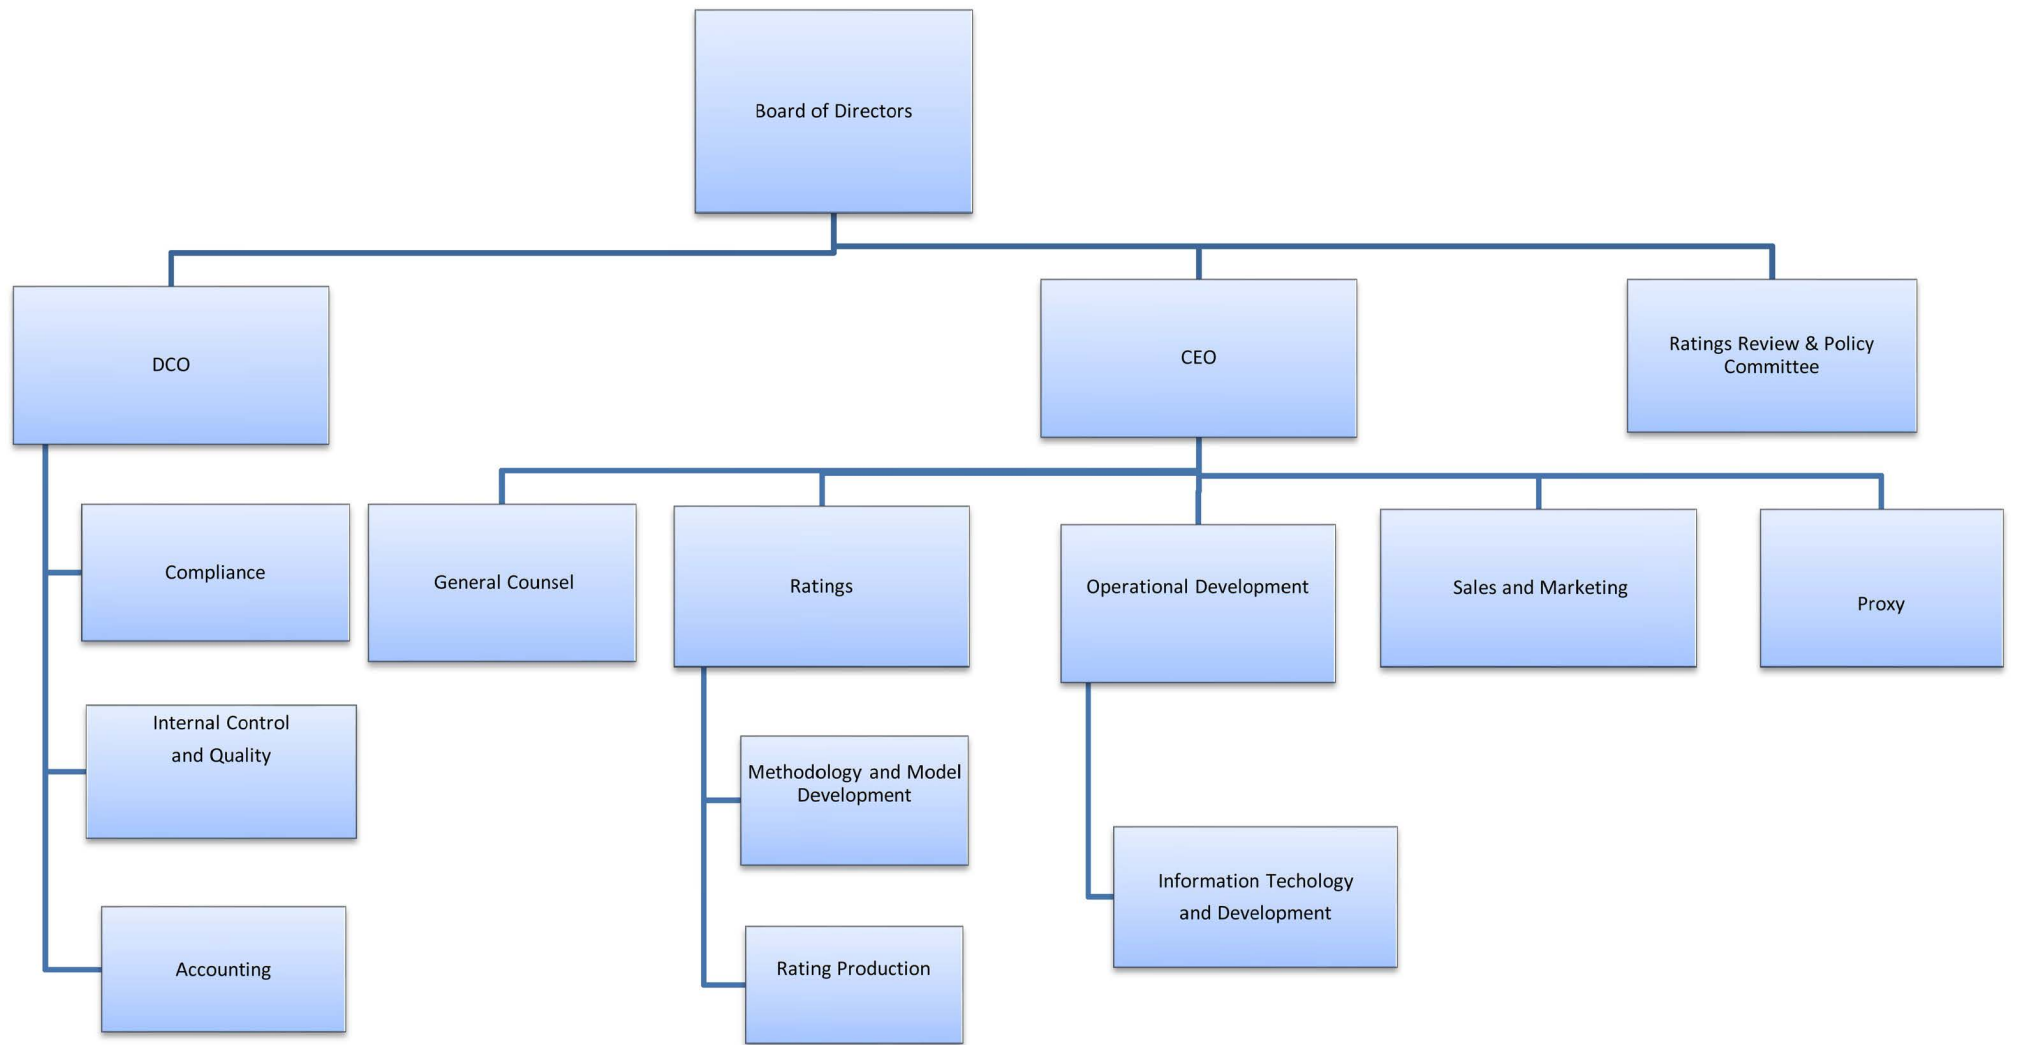 Board of Directors
DCO
CEO
Ratings Review & Policy
Committee
Compliance
General Counsel
Ratings
Operational Development
Sales and Marketing
Proxy
Internal Control
and Quality
Methodology and Model
Development
Information Techology
and Development
Accounting
Rating Production